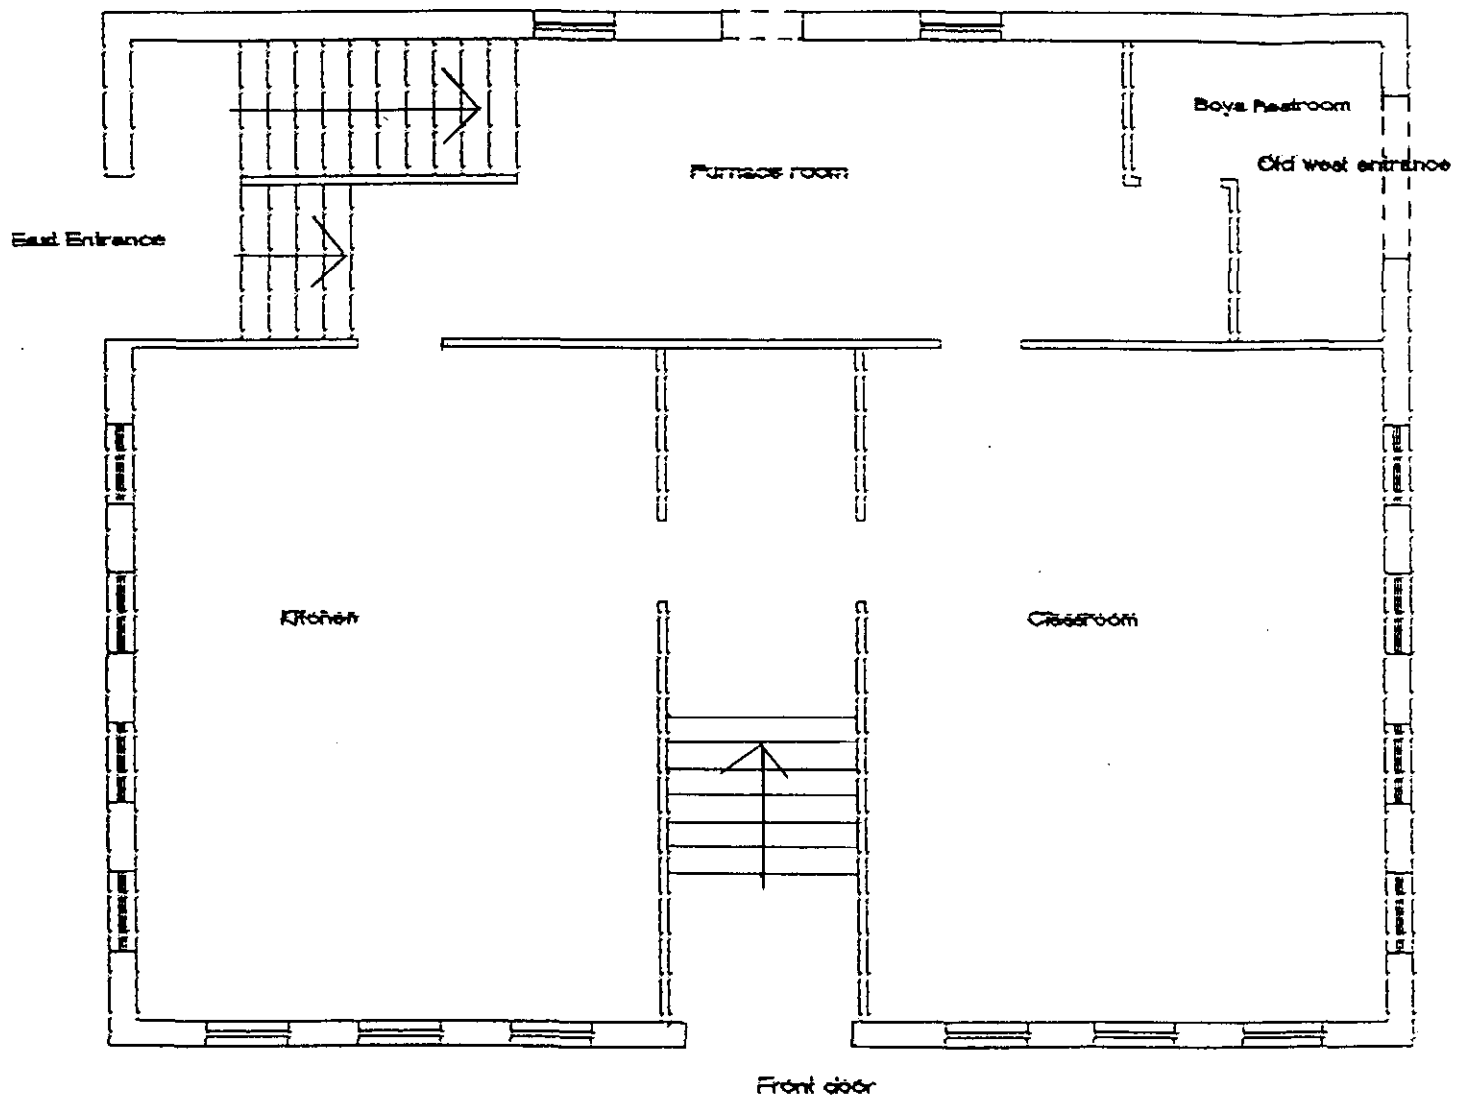 Boys Restroom
Old west entrance
Furnace room
East Entrance
Kitchen
Classroom
Front door